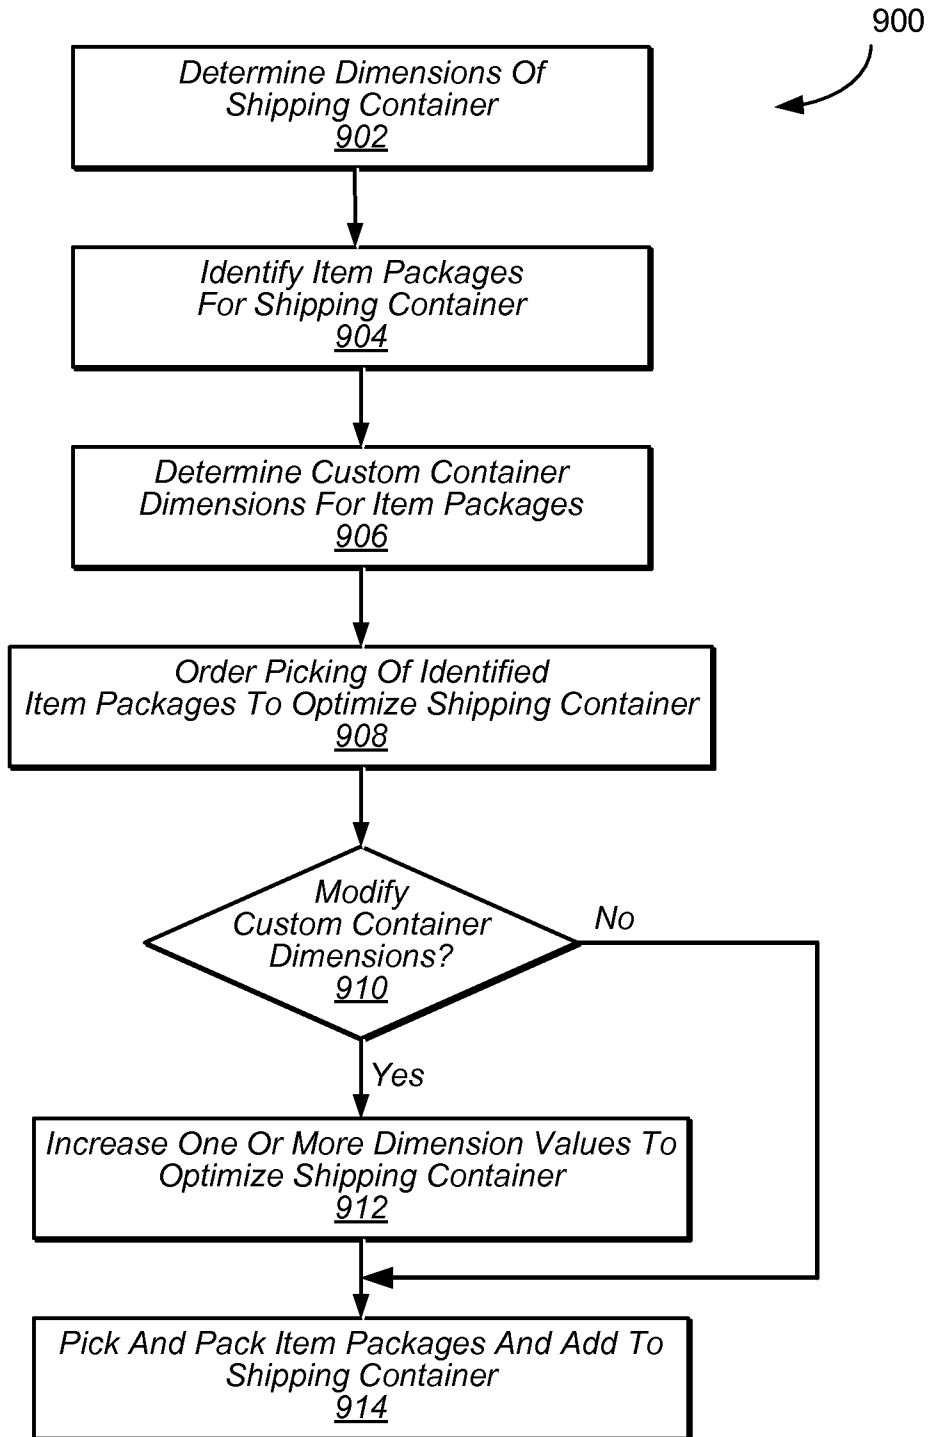 900
Determine Dimensions Of
Shipping Container
902
Identify Item Packages
For Shipping Container
904
Determine Custom Container
Dimensions For Item Packages
906
Order Picking Of Identified
Item Packages To Optimize Shipping Container
908
Modify
Custom Container
Dimensions?
910
No
Yes
Increase One Or More Dimension Values To
Optimize Shipping Container
912
Pick And Pack Item Packages And Add To
Shipping Container
914